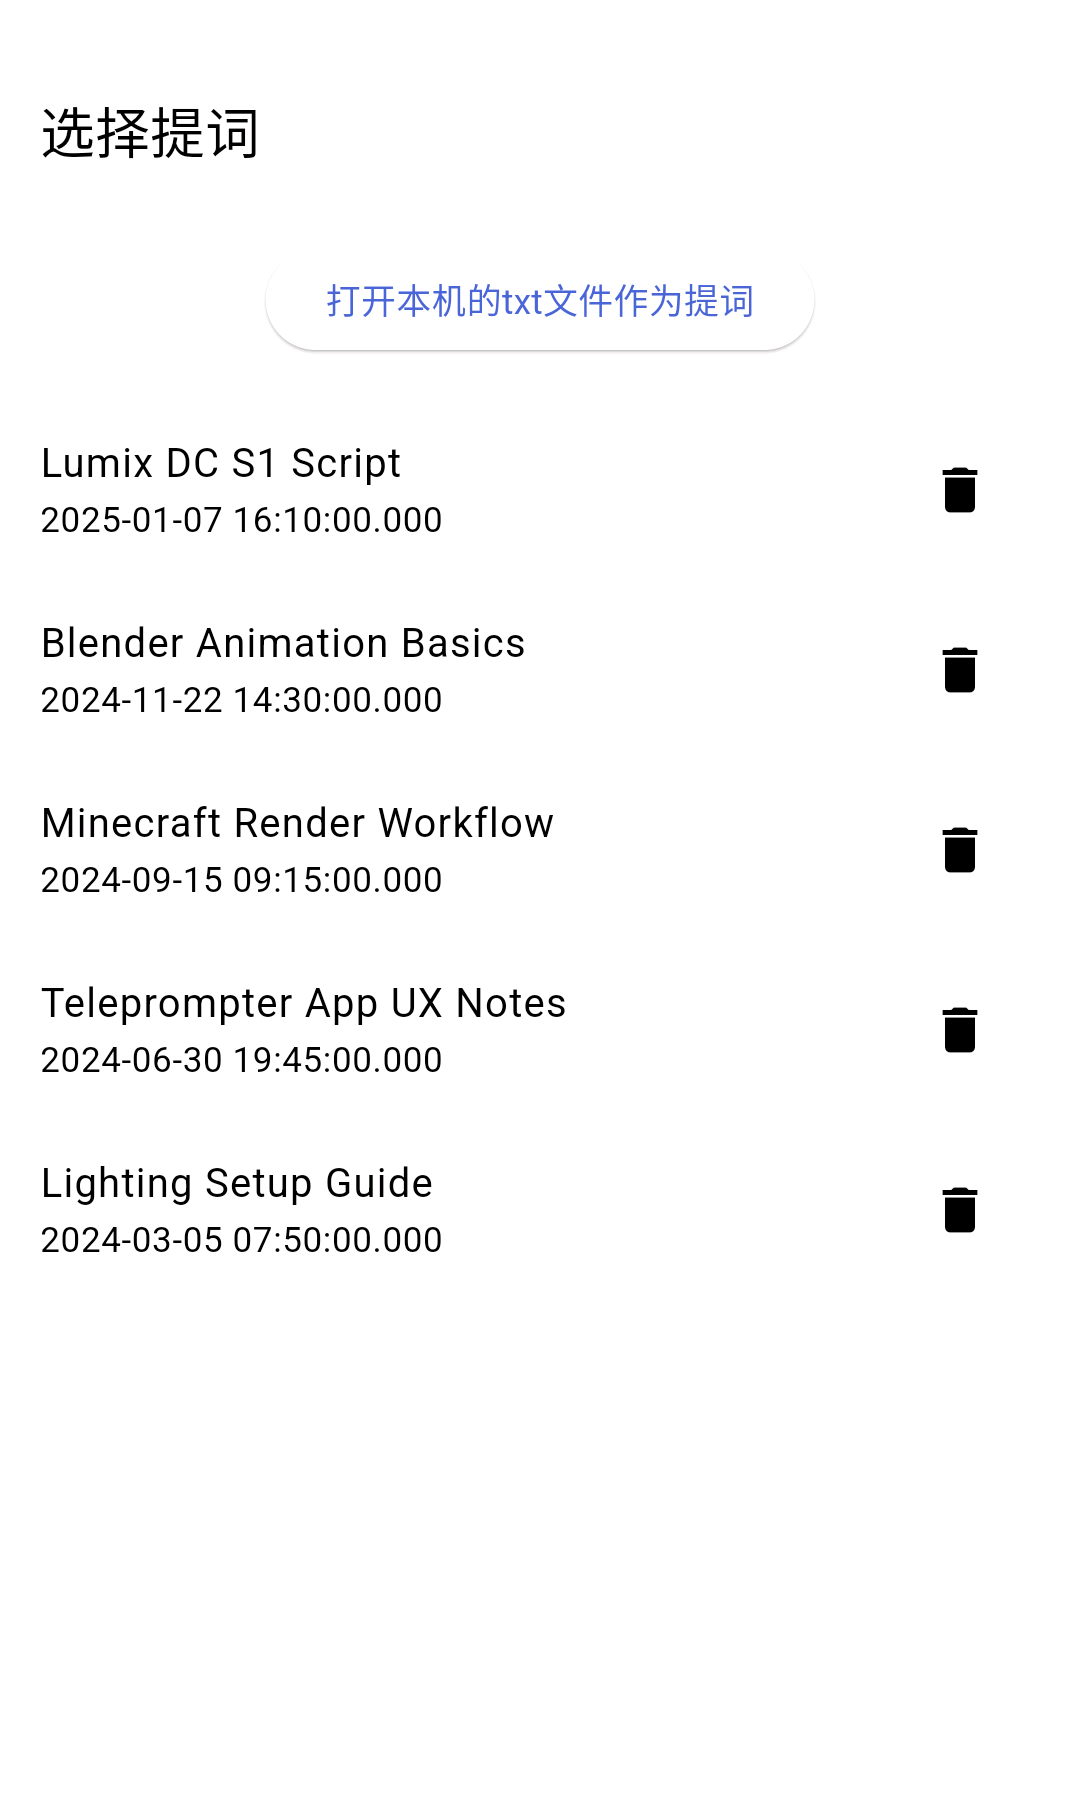 选择提词
打开本机的txt文件作为提词
Lumix DC S1 Script
2025-01-07 16:10:00.000
Blender Animation Basics
2024-11-22 14:30:00.000
Minecraft Render Workflow
2024-09-15 09:15:00.000
Teleprompter App UX Notes
2024-06-30 19:45:00.000
Lighting Setup Guide
2024-03-05 07:50:00.000